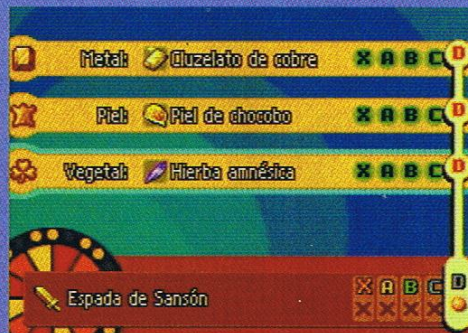 Metal: Cluzelato de cobre X A B C D
Piel: Piel de chocobo X A B C D
Vegetal: Hierba amnésica X A B C D
Espada de Sansón X A B C D
X X X X